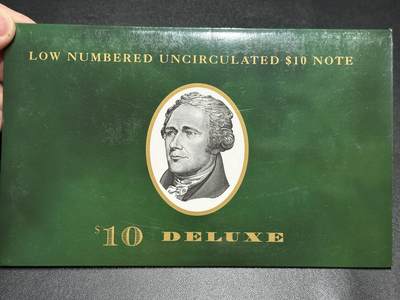 LOW NUMBERED UNCIRCULATED $10 NOTE
$10 DELUXE